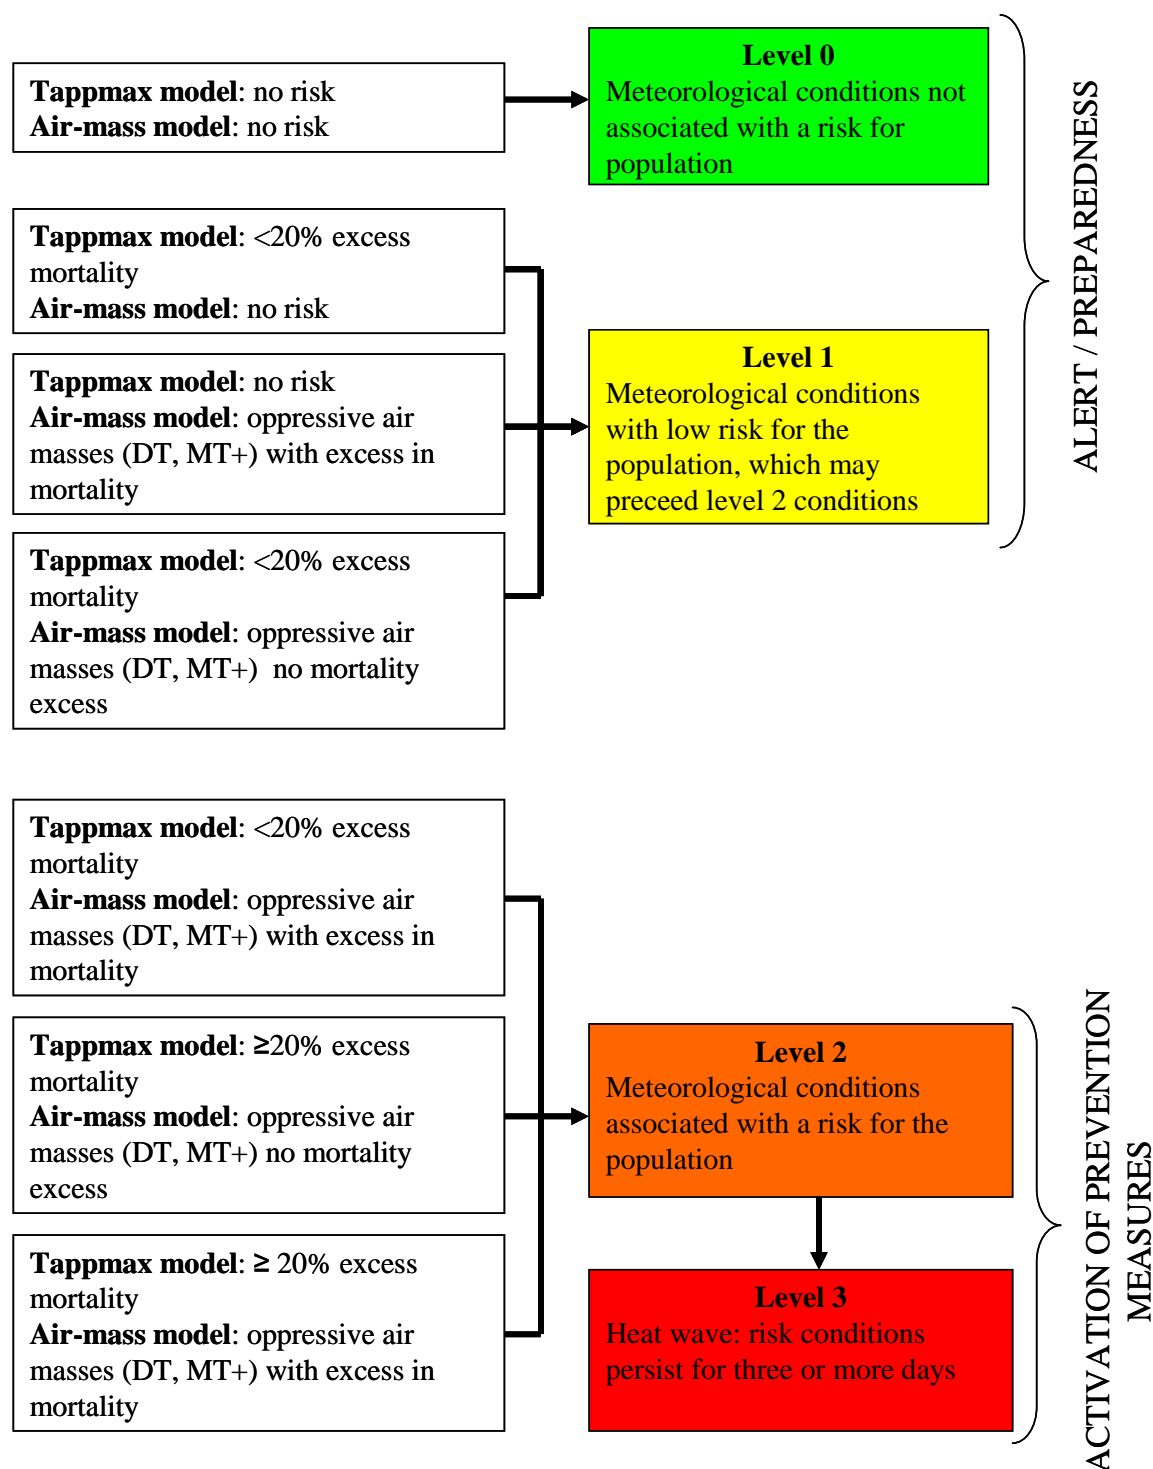 Tappmax model: no risk
Air-mass model: no risk
Level 0
Meteorological conditions not
associated with a risk for
population
Tappmax model: <20% excess
mortality
Air-mass model: no risk
Tappmax model: no risk
Air-mass model: oppressive air
masses (DT, MT+) with excess in
mortality
Tappmax model: <20% excess
mortality
Air-mass model: oppressive air
masses (DT, MT+)  no mortality
excess
Level 1
Meteorological conditions
with low risk for the
population, which may
preceed level 2 conditions
ALERT / PREPAREDNESS
Tappmax model: <20% excess
mortality
Air-mass model: oppressive air
masses (DT, MT+) with excess in
mortality
Tappmax model: ≥20% excess
mortality
Air-mass model: oppressive air
masses (DT, MT+) no mortality
excess
Tappmax model: ≥ 20% excess
mortality
Air-mass model: oppressive air
masses (DT, MT+) with excess in
mortality
Level 2
Meteorological conditions
associated with a risk for the
population
Level 3
Heat wave: risk conditions
persist for three or more days
ACTIVATION OF PREVENTION
MEASURES